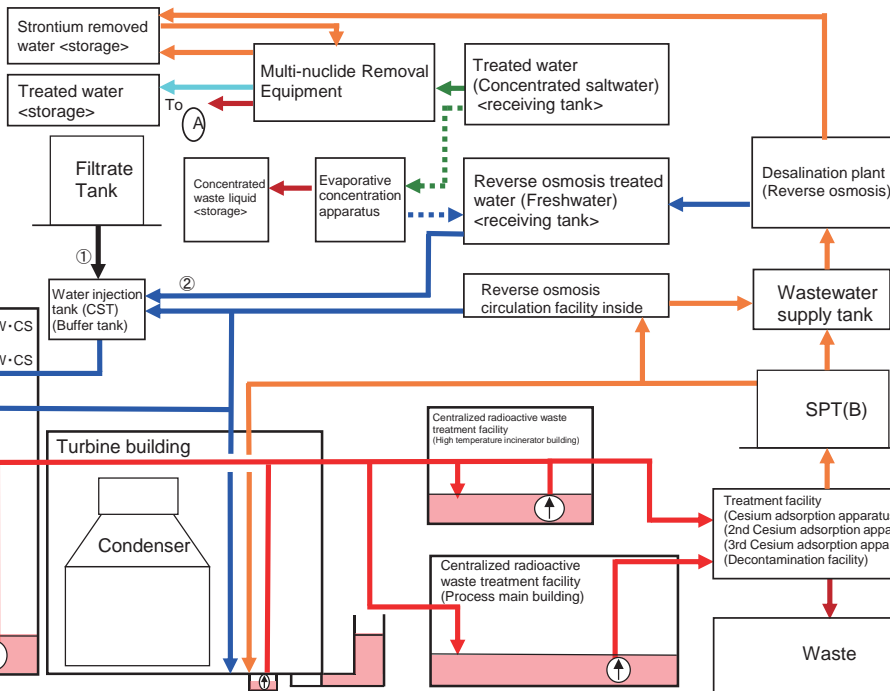 Strontium removed
water <storage>
Treated water
<storage>
To
A
Multi-nuclide Removal
Equipment
Treated water
(Concentrated saltwater)
<receiving tank>
Filtrate
Tank
Concentrated
waste liquid
<storage>
Evaporative
concentration
apparatus
Reverse osmosis treated
water (Freshwater)
<receiving tank>
Desalination plant
(Reverse osmosis)
①
②
Water injection
tank (CST)
(Buffer tank)
Reverse osmosis
circulation facility inside
Wastewater
supply tank
W・CS
W・CS
SPT(B)
Turbine building
Condenser
Centralized radioactive waste
treatment facility
(High temperature incinerator building)
Treatment facility
(Cesium adsorption apparatu
(2nd Cesium adsorption appa
(3rd Cesium adsorption appar
(Decontamination facility)
Centralized radioactive
waste treatment facility
(Process main building)
Waste